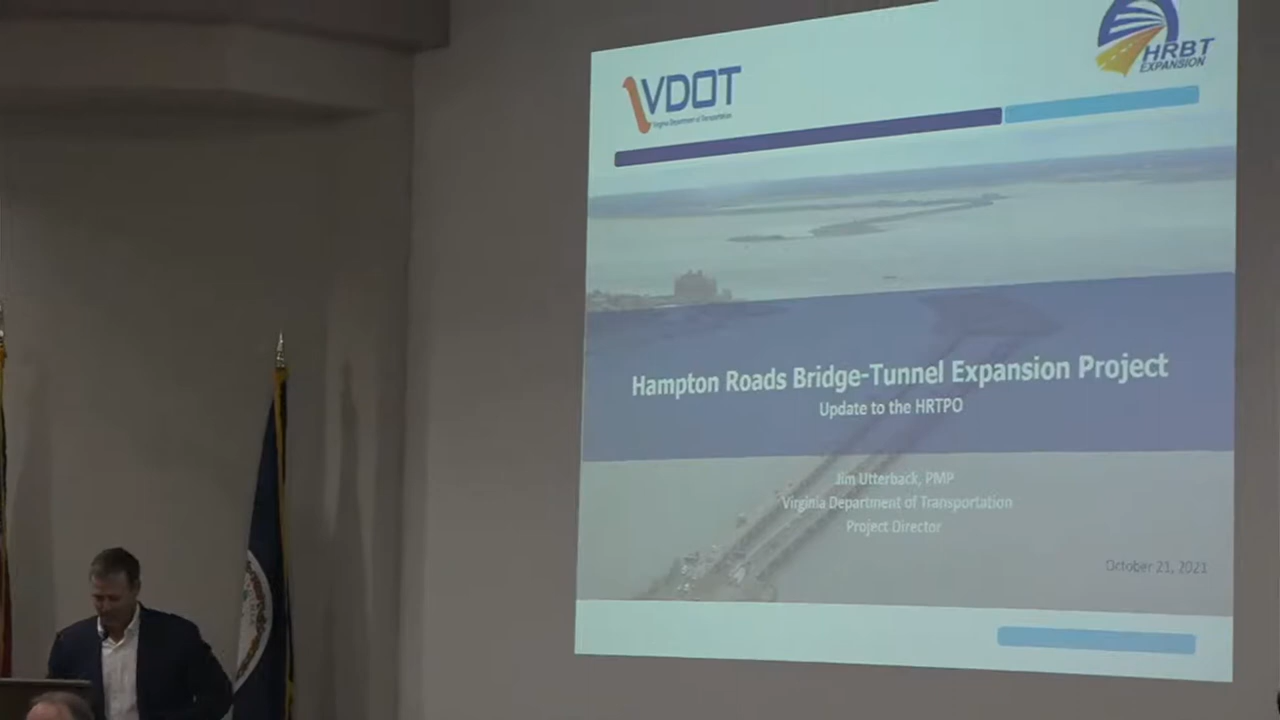 VDOT
Virginia Department of Transportation
HRBT
EXPANSION
Hampton Roads Bridge-Tunnel Expansion Project
Update to the HRTPO
Jim Utterback, PMP
Virginia Department of Transportation
Project Director
October 21, 2021